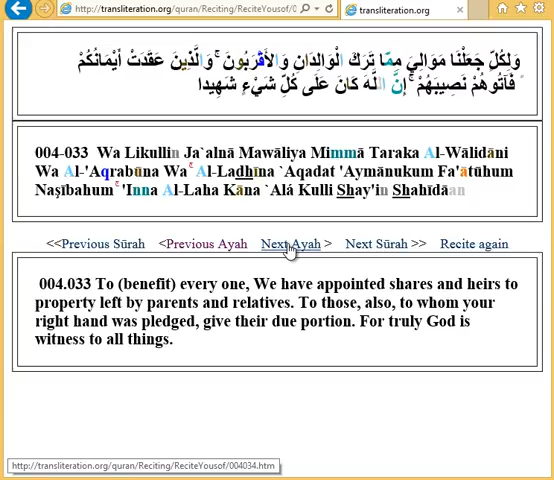 http://transliteration.org/quran/Reciting/ReciteYousof/0
transliteration.org
وَلِكُلٍّ جَعَلْنَا مَوَالِيَ مِمَّا تَرَكَ الْوَالِدَانِ وَالأَقْرَبُونَ ۚ وَالَّذِينَ عَقَدَتْ أَيْمَانُكُمْ
فَآتُوهُمْ نَصِيبَهُمْ ۚ إِنَّ اللَّهَ كَانَ عَلَى كُلِّ شَيْءٍ شَهِيدا
004-033 Wa Likullin Ja`alnā Mawāliya Mimmā Taraka Al-Wālidāni
Wa Al-'Aqrabūna Wa ۚ Al-Ladhīna `Aqadat 'Aymānukum Fa'ātūhum
Naşībahum ۚ 'Inna Al-Laha Kāna `Alá Kulli Shay'in Shahīdāan
<<Previous Sūrah <Previous Ayah Next Ayah > Next Sūrah >> Recite again
004.033 To (benefit) every one, We have appointed shares and heirs to
property left by parents and relatives. To those, also, to whom your
right hand was pledged, give their due portion. For truly God is
witness to all things.
http://transliteration.org/quran/Reciting/ReciteYousof/004034.htm